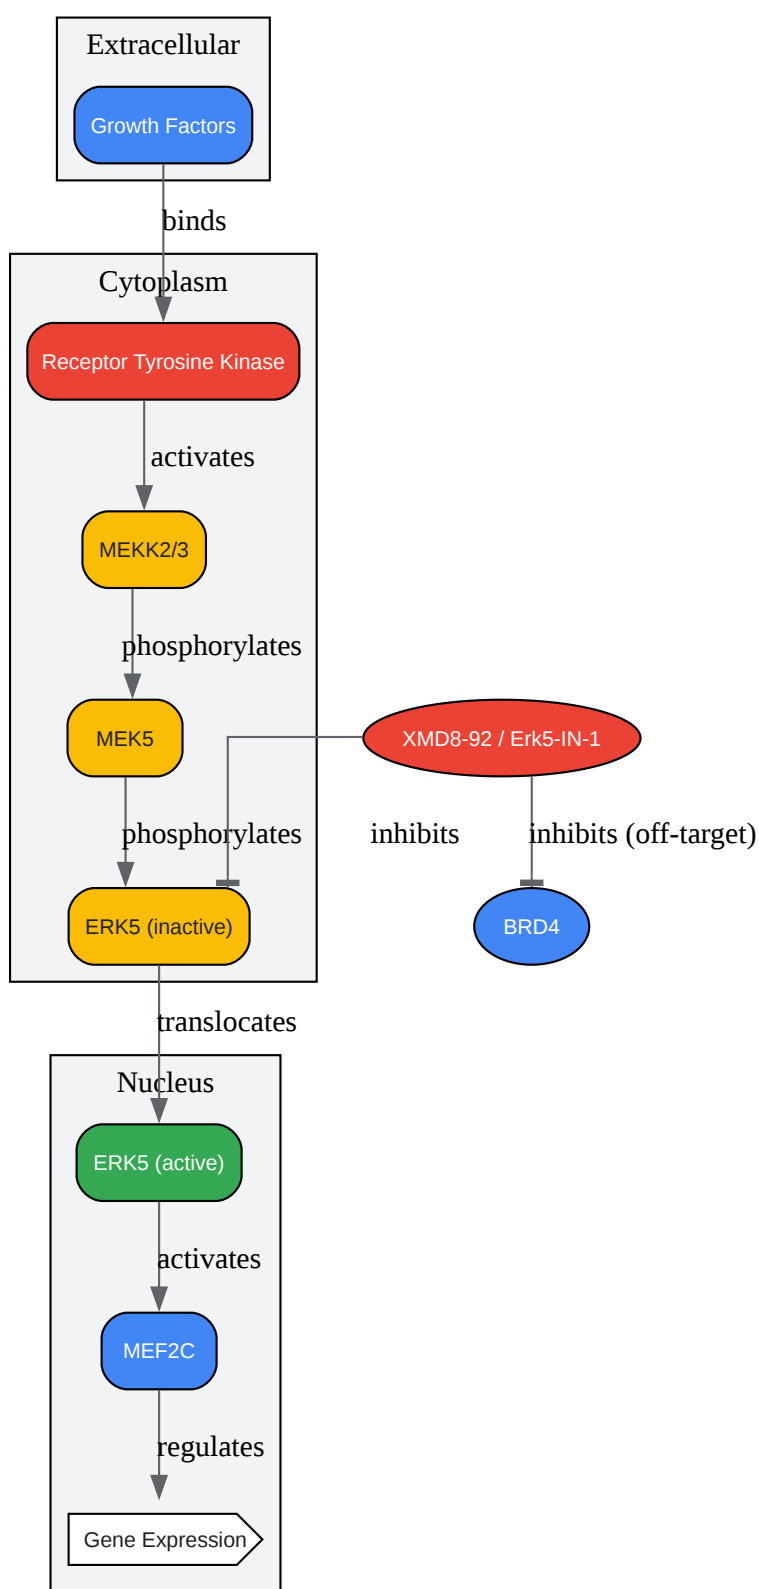 Extracellular
Growth Factors
binds
Cytoplasm
Receptor Tyrosine Kinase
activates
MEKK2/3
phosphorylates
MEK5
XMD8-92 / Erk5-IN-1
phosphorylates
inhibits
inhibits (off-target)
ERK5 (inactive)
BRD4
translocates
Nucleus
ERK5 (active)
activates
MEF2C
regulates
Gene Expression